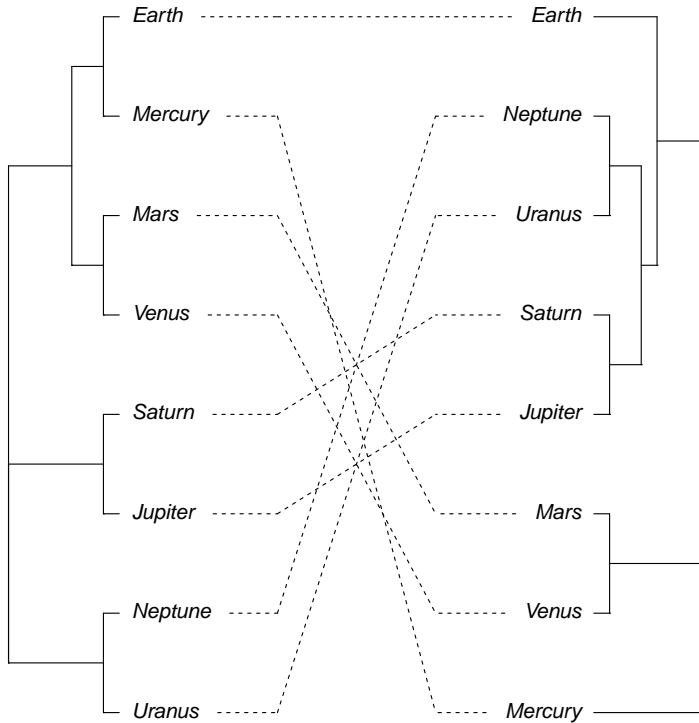 Earth
Mercury
Mars
Venus
Saturn
Jupiter
Neptune
Uranus
Earth
Neptune
Uranus
Saturn
Jupiter
Mars
Venus
Mercury